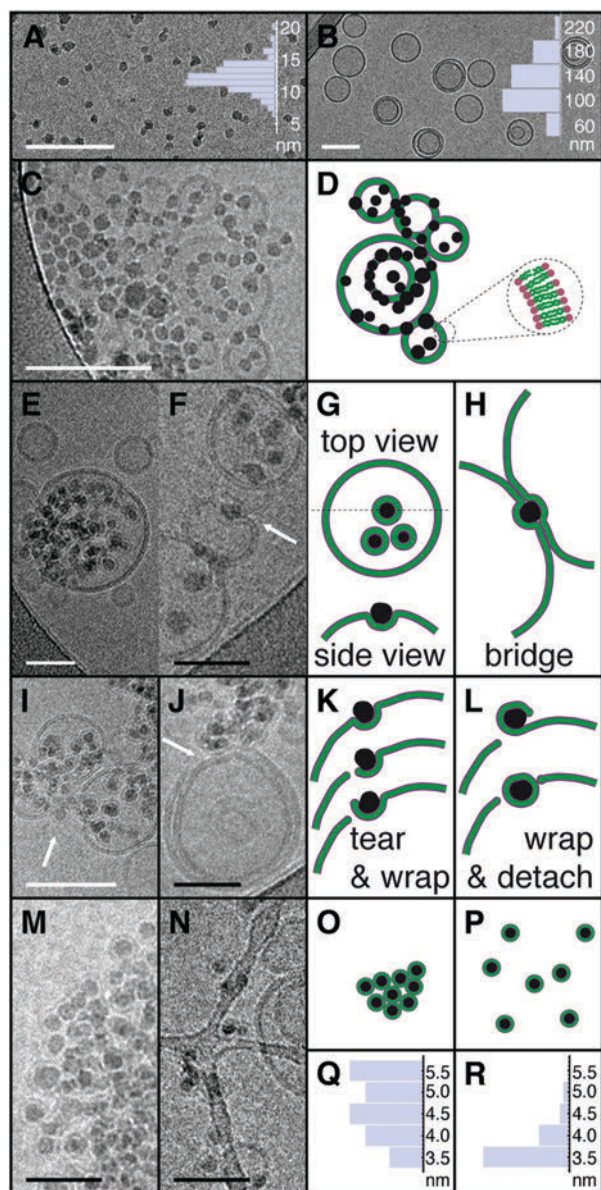 A
20
15
10
5
nm
B
220
180
140
100
60
nm
C
D
E
F
G
top view
side view
H
bridge
I
J
K
tear
& wrap
L
wrap
& detach
M
N
O
P
Q
5.5
5.0
4.5
4.0
3.5
nm
R
5.5
5.0
4.5
4.0
3.5
nm